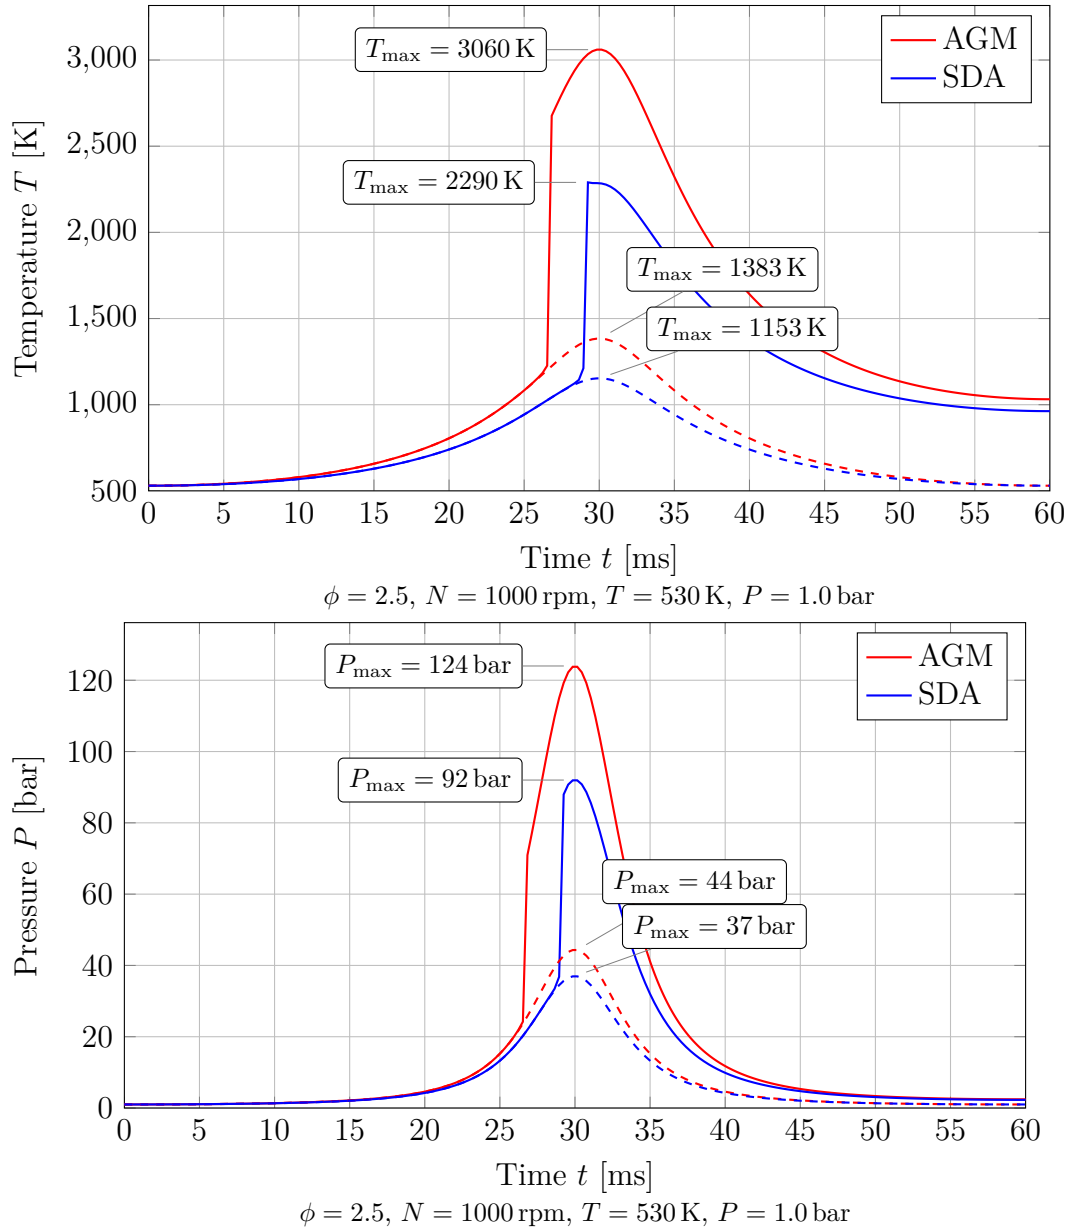 T_max = 3060 K
AGM
SDA
T_max = 2290 K
T_max = 1383 K
T_max = 1153 K
Temperature T [K]
3,000
2,500
2,000
1,500
1,000
500
0 5 10 15 20 25 30 35 40 45 50 55 60
Time t [ms]
ϕ = 2.5, N = 1000 rpm, T = 530 K, P = 1.0 bar
P_max = 124 bar
AGM
SDA
P_max = 92 bar
P_max = 44 bar
P_max = 37 bar
Pressure P [bar]
120
100
80
60
40
20
0
0 5 10 15 20 25 30 35 40 45 50 55 60
Time t [ms]
ϕ = 2.5, N = 1000 rpm, T = 530 K, P = 1.0 bar